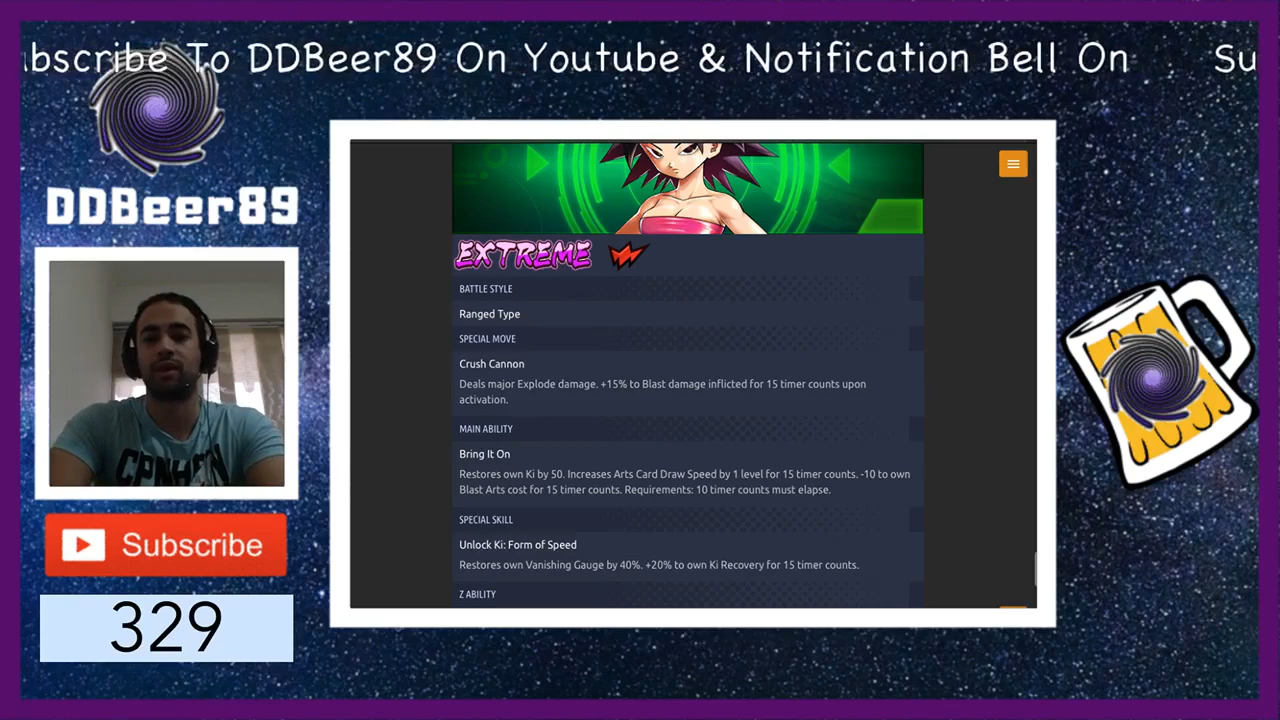 ubscribe To DDBeer89 On Youtube & Notification Bell On Su
DDBeer89
EXTREME
BATTLE STYLE
Ranged Type
SPECIAL MOVE
Crush Cannon
Deals major Explode damage. +15% to Blast damage inflicted for 15 timer counts upon
activation.
MAIN ABILITY
Bring It On
Restores own Ki by 50. Increases Arts Card Draw Speed by 1 level for 15 timer counts. -10 to own
Blast Arts cost for 15 timer counts. Requirements: 10 timer counts must elapse.
SPECIAL SKILL
Unlock Ki: Form of Speed
Restores own Vanishing Gauge by 40%. +20% to own Ki Recovery for 15 timer counts.
Z ABILITY
Subscribe
329